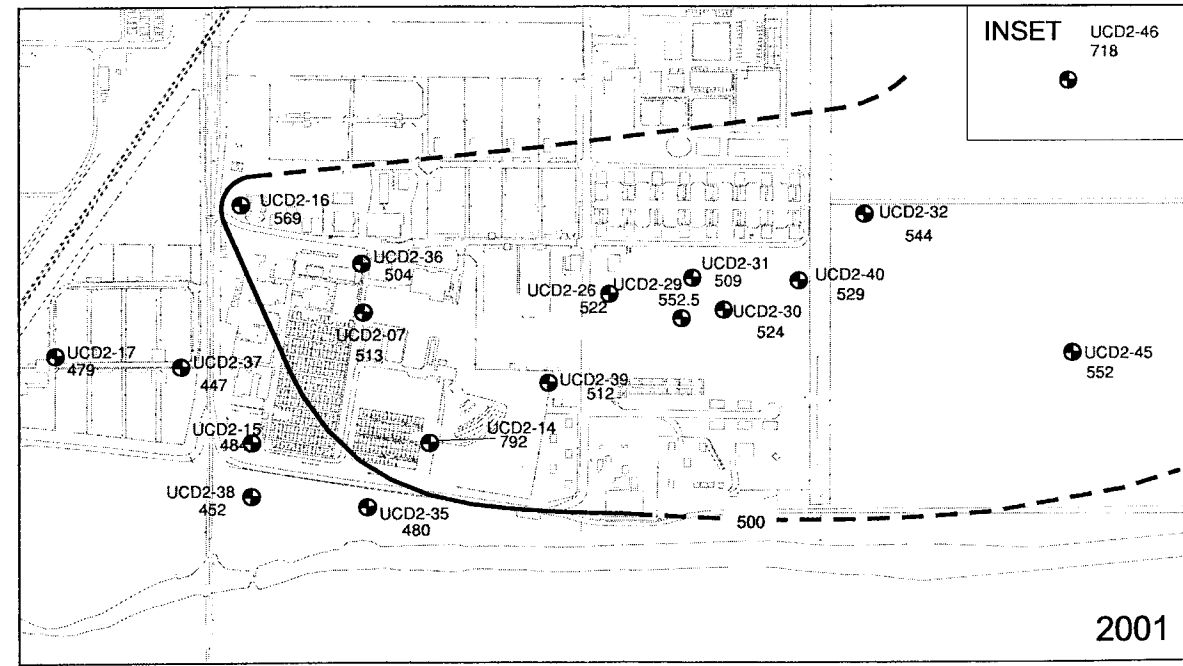 INSET
UCD2-46
718
UCD2-16
569
UCD2-32
544
UCD2-36
504
UCD2-31
509
UCD2-40
529
UCD2-26
522
UCD2-29
552.5
UCD2-30
524
UCD2-07
513
UCD2-17
479
UCD2-37
447
UCD2-45
552
UCD2-39
512
UCD2-15
484
UCD2-14
792
UCD2-38
452
UCD2-35
480
500
2001